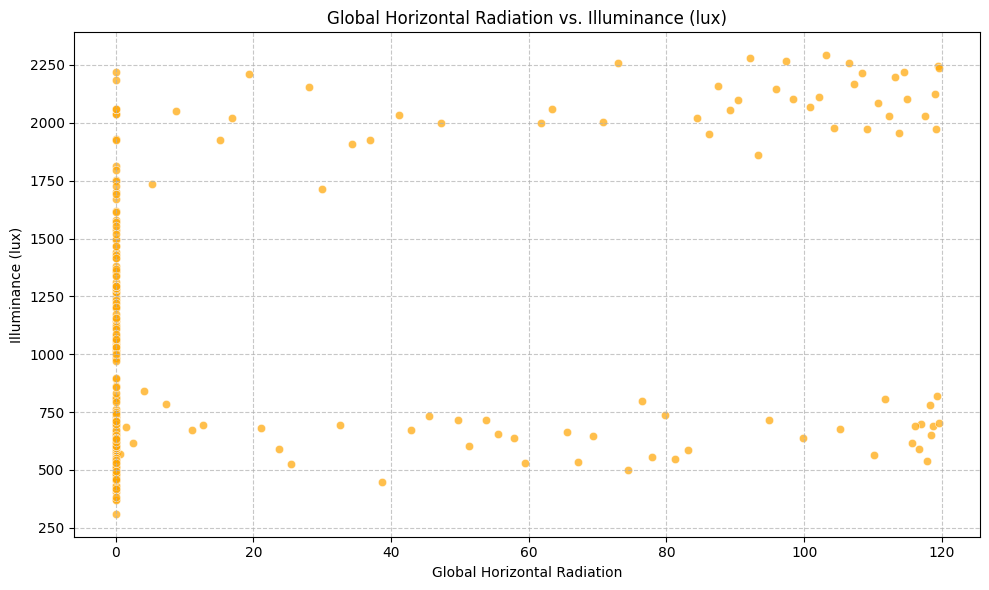 Global Horizontal Radiation vs. Illuminance (lux)
Illuminance (lux)
2250
2000
1750
1500
1250
1000
750
500
250
0 20 40 60 80 100 120
Global Horizontal Radiation